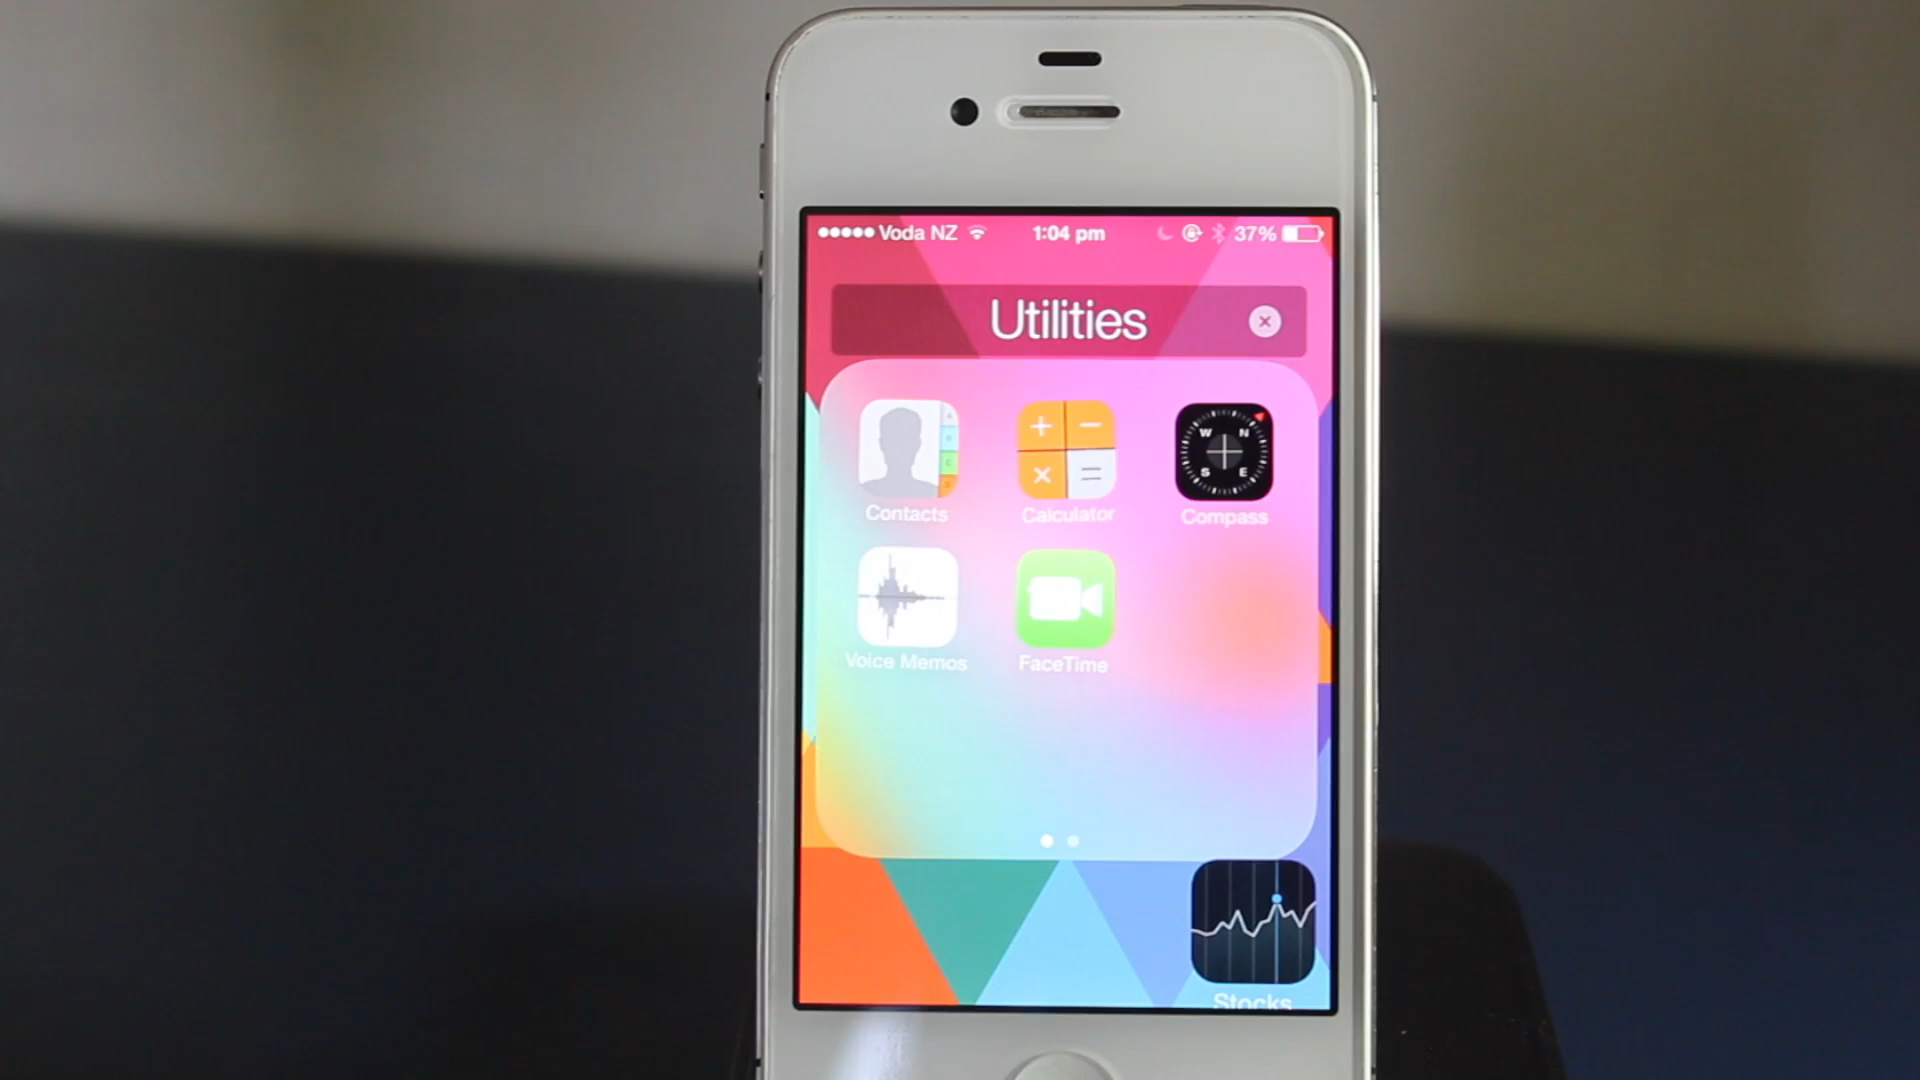 Voda NZ 1:04 pm 37%
Utilities
Contacts Calculator Compass
W N
S E
Voice Memos FaceTime
Stocks